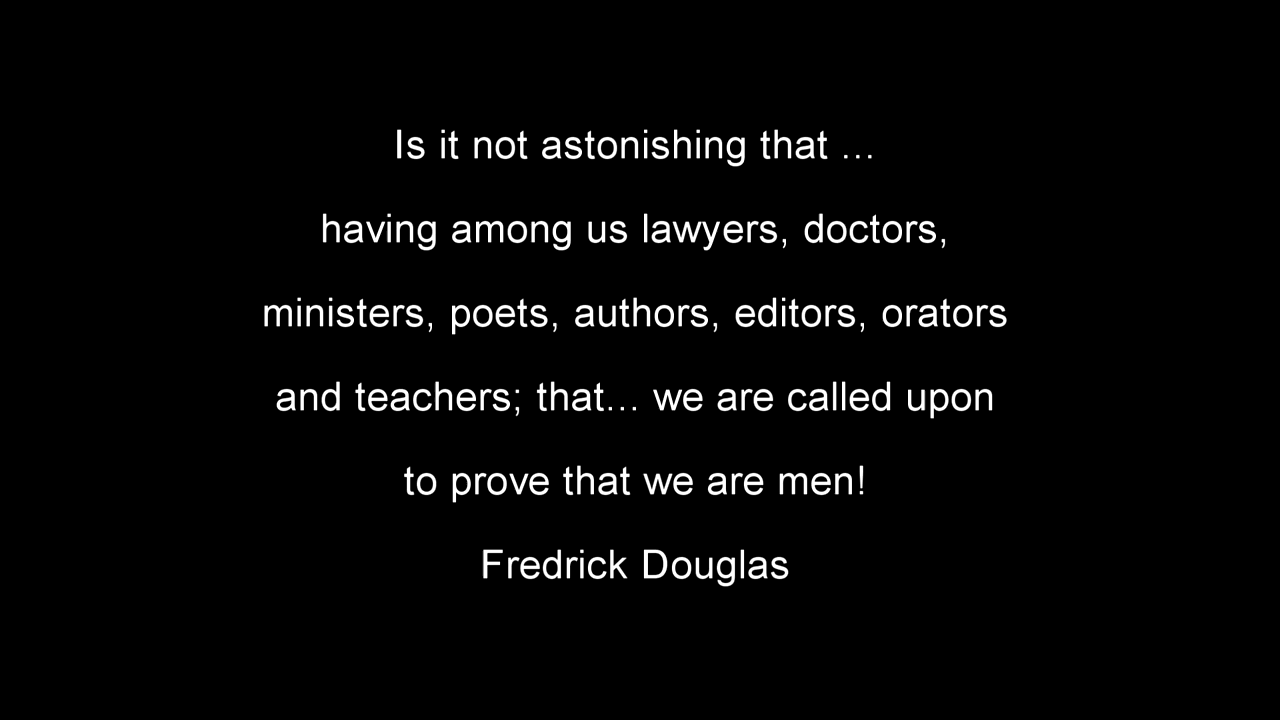 Is it not astonishing that ...
having among us lawyers, doctors,
ministers, poets, authors, editors, orators
and teachers; that... we are called upon
to prove that we are men!
Fredrick Douglas